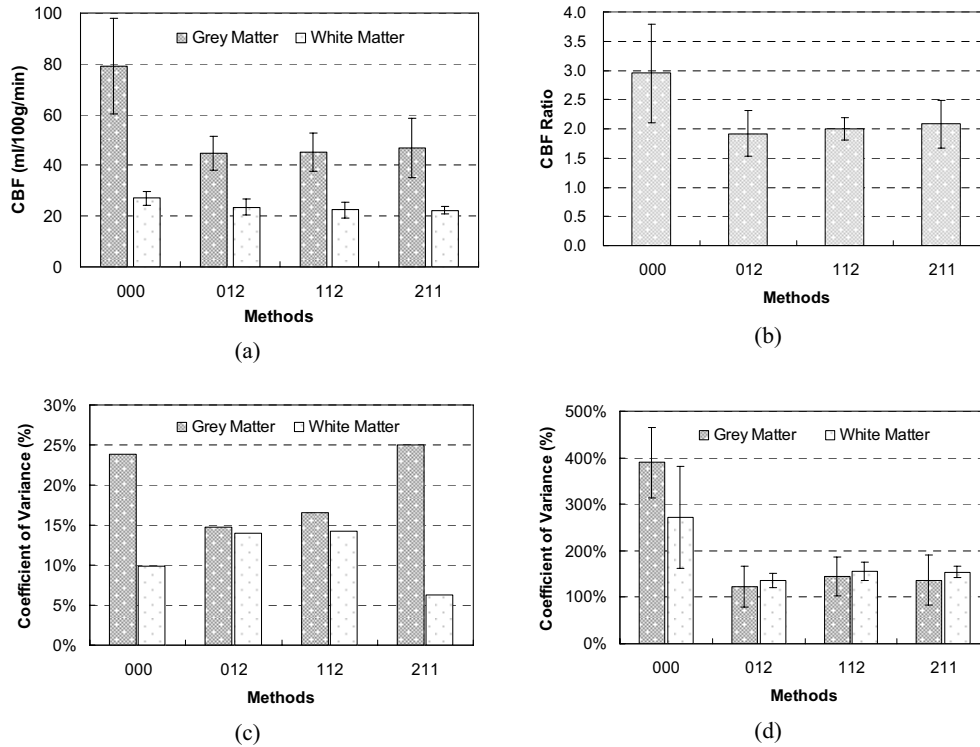 100
80
60
40
20
0
CBF (ml/100g/min)
Grey Matter
White Matter
000
012
112
211
Methods
(a)
4.0
3.5
3.0
2.5
2.0
1.5
1.0
0.5
0.0
CBF Ratio
000
012
112
211
Methods
(b)
30%
25%
20%
15%
10%
5%
0%
Coefficient of Variance (%)
Grey Matter
White Matter
000
012
112
211
Methods
(c)
500%
400%
300%
200%
100%
0%
Coefficient of Variance (%)
Grey Matter
White Matter
000
012
112
211
Methods
(d)